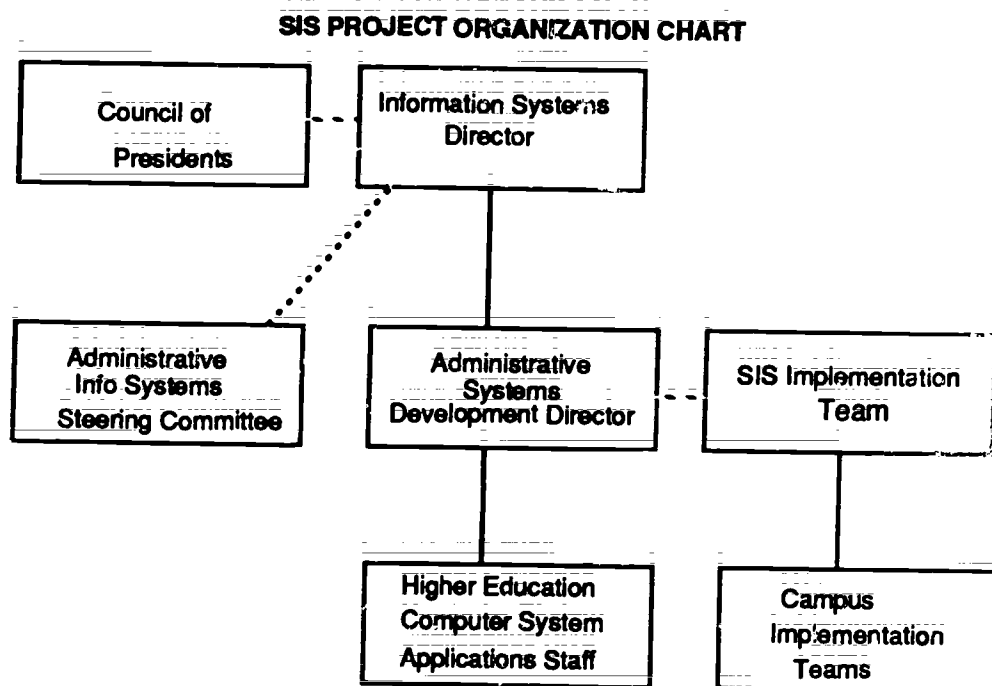 SIS PROJECT ORGANIZATION CHART
Council of
Presidents
Information Systems
Director
Administrative
Info Systems
Steering Committee
Administrative
Systems
Development Director
SIS Implementation
Team
Higher Education
Computer System
Applications Staff
Campus
Implementation
Teams